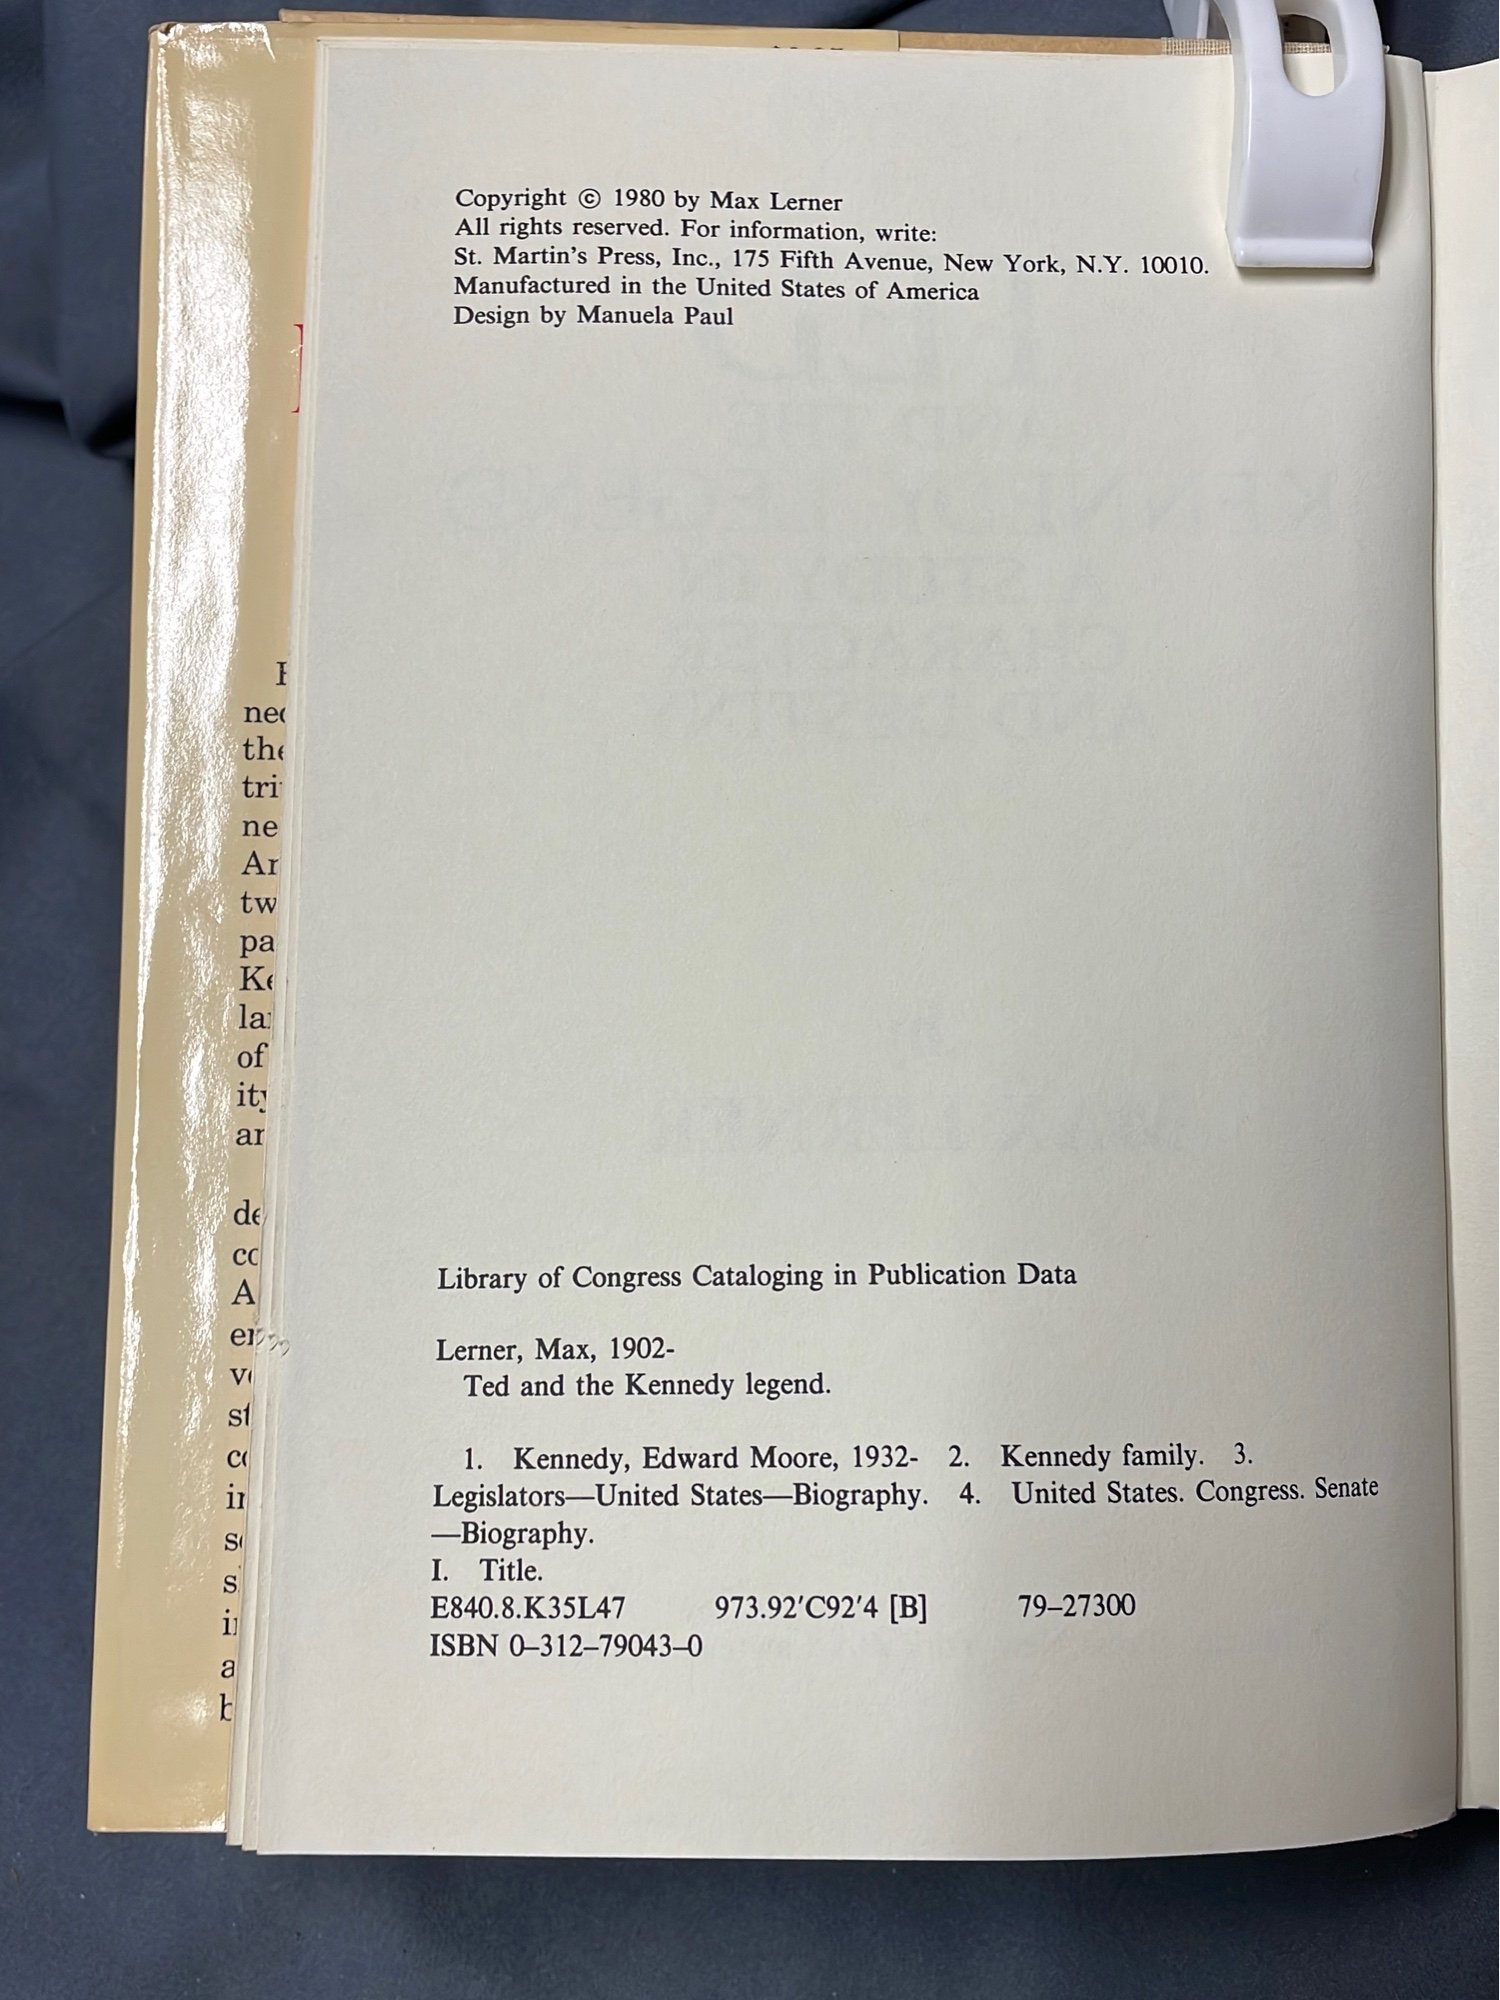 Copyright © 1980 by Max Lerner
All rights reserved. For information, write:
St. Martin's Press, Inc., 175 Fifth Avenue, New York, N.Y. 10010.
Manufactured in the United States of America
Design by Manuela Paul
Library of Congress Cataloging in Publication Data
Lerner, Max, 1902-
Ted and the Kennedy legend.
1. Kennedy, Edward Moore, 1932- 2. Kennedy family. 3.
Legislators—United States—Biography. 4. United States. Congress. Senate
—Biography.
I. Title.
E840.8.K35L47 973.92'C92'4 [B] 79–27300
ISBN 0–312–79043–0